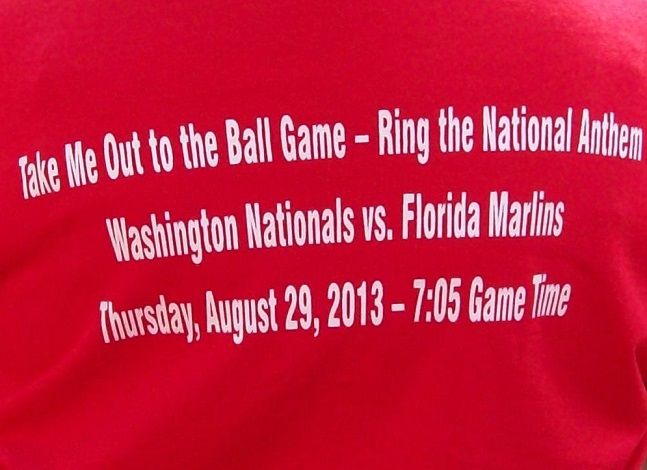 Take Me Out to the Ball Game – Ring the National Anthem
Washington Nationals vs. Florida Marlins
Thursday, August 29, 2013 – 7:05 Game Time